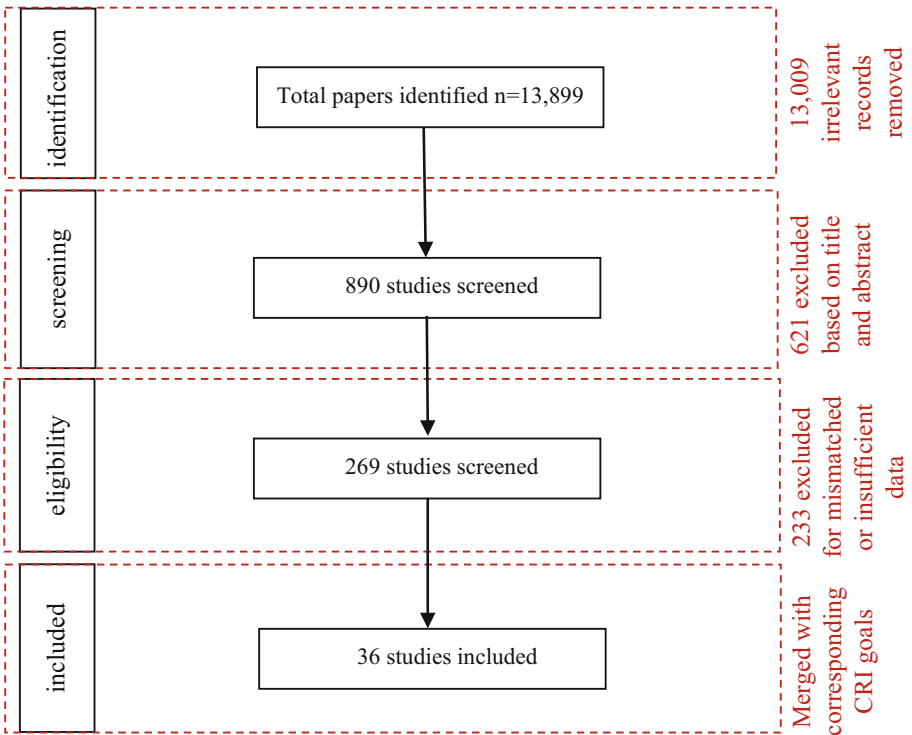 identification
Total papers identified n=13,899
13,009
irrelevant
records
removed
screening
890 studies screened
621 excluded
based on title
and abstract
eligibility
269 studies screened
233 excluded
for mismatched
or insufficient
data
included
36 studies included
Merged with
corresponding
CRI goals